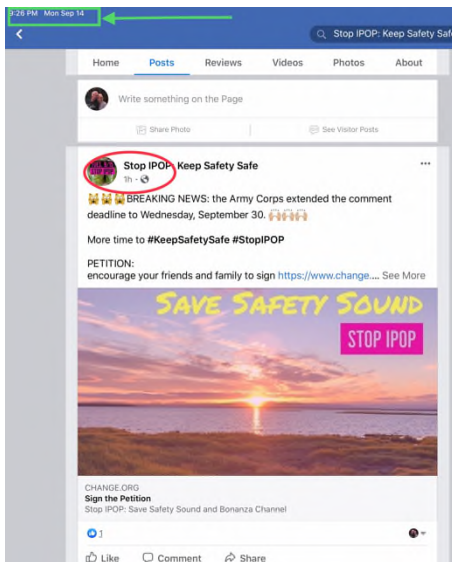 9:26 PM Mon Sep 14
Stop IPOP: Keep Safety Saf
Home Posts Reviews Videos Photos About
Write something on the Page
Share Photo See Visitor Posts
Stop IPOP: Keep Safety Safe
1h
BREAKING NEWS: the Army Corps extended the comment
deadline to Wednesday, September 30.
More time to #KeepSafetySafe #StopIPOP
PETITION:
encourage your friends and family to sign https://www.change.... See More
SAVE SAFETY SOUND
STOP IPOP
CHANGE.ORG
Sign the Petition
Stop IPOP: Save Safety Sound and Bonanza Channel
1
Like Comment Share